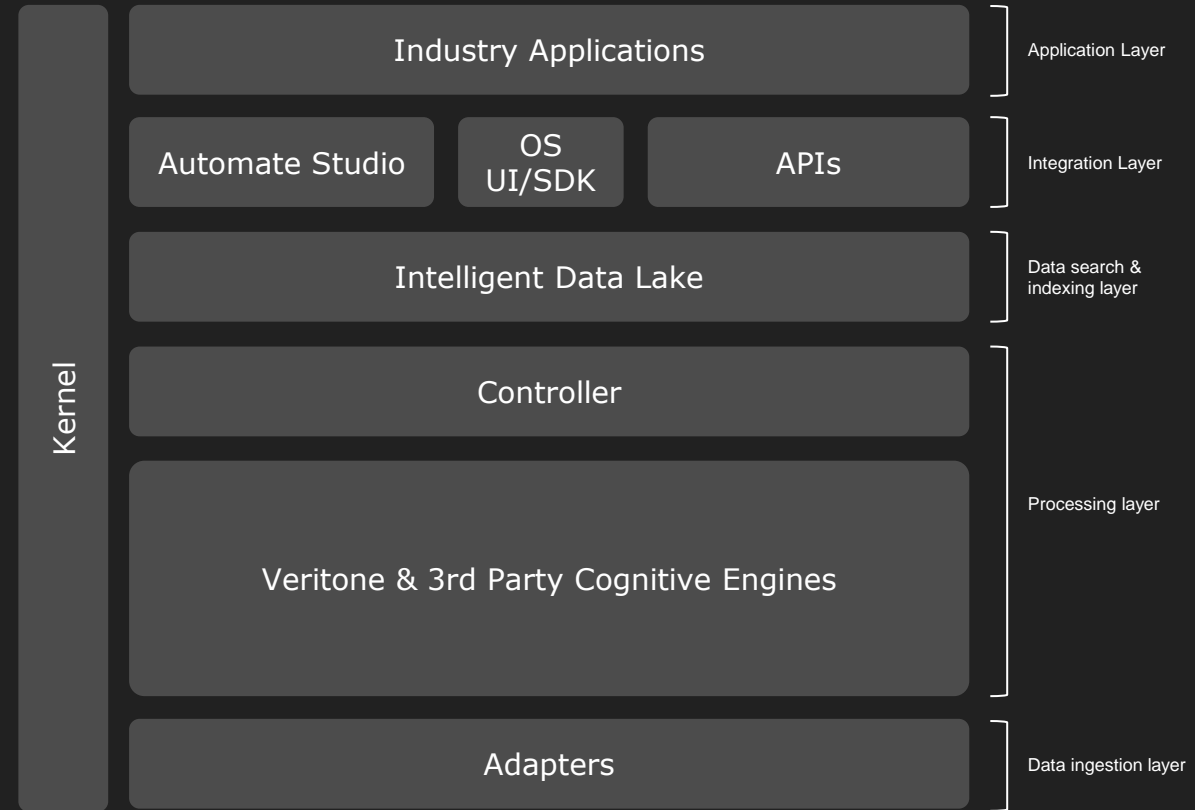 Kernel
Industry Applications
Application Layer
Automate Studio
OS
UI/SDK
APIs
Integration Layer
Intelligent Data Lake
Data search &
indexing layer
Controller
Veritone & 3rd Party Cognitive Engines
Processing layer
Adapters
Data ingestion layer